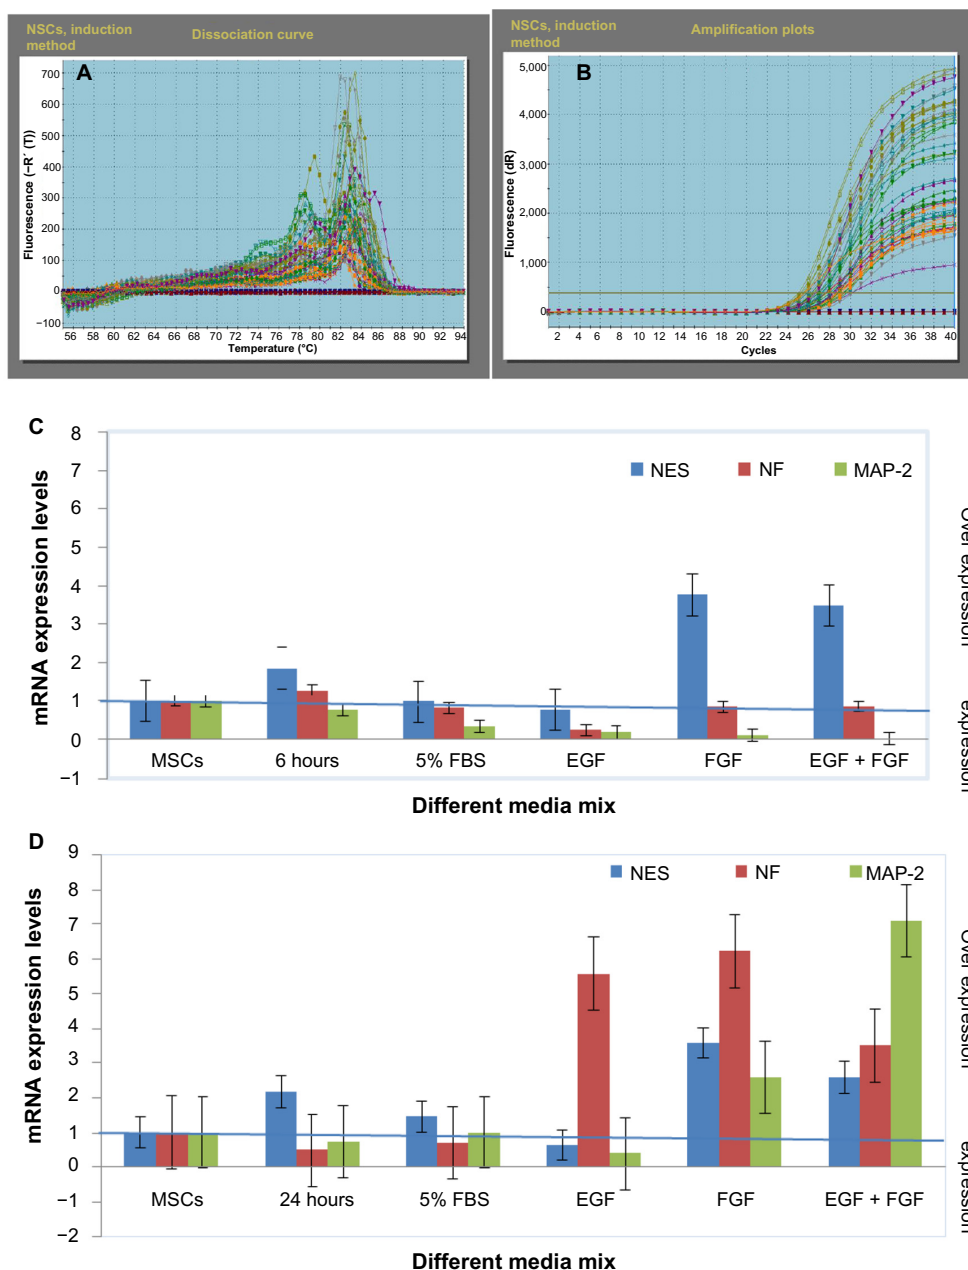 NSCs, induction
method
Dissociation curve
A
700
600
500
400
300
200
100
0
−100
Fluorescence (−R´ (T))
56 58 60 62 64 66 68 70 72 74 76 78 80 82 84 86 88 90 92 94
Temperature (°C)
NSCs, induction
method
Amplification plots
B
5,000
4,000
3,000
2,000
1,000
0
Fluorescence (dR)
2 4 6 8 10 12 14 16 18 20 22 24 26 28 30 32 34 36 38 40
Cycles
C
8
7
6
5
4
3
2
1
0
−1
mRNA expression levels
NES NF MAP-2
MSCs 6 hours 5% FBS EGF FGF EGF + FGF
Different media mix
Over expression
expression
D
9
8
7
6
5
4
3
2
1
0
−1
−2
mRNA expression levels
NES NF MAP-2
MSCs 24 hours 5% FBS EGF FGF EGF + FGF
Different media mix
Over expression
expression